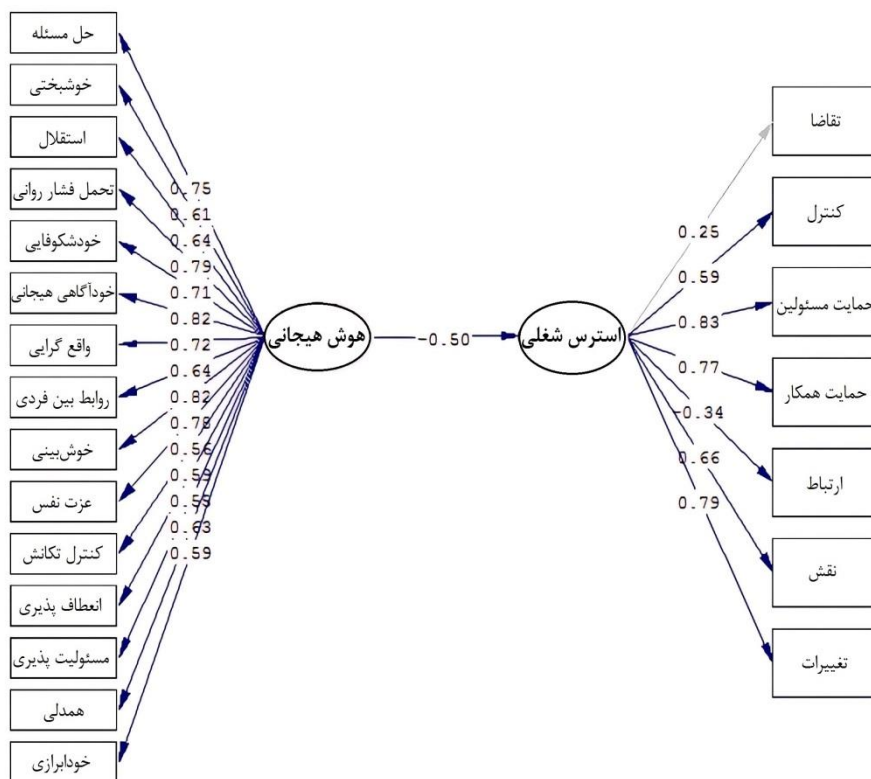 حل مسئله
خوشبختی
استقلال
تحمل فشار روانی
خودشکوفایی
خودآگاهی هیجانی
واقع گرایی
روابط بین فردی
خوش‌بینی
عزت نفس
کنترل تکانش
انعطاف پذیری
مسئولیت پذیری
همدلی
خودابرازی
0.75
0.61
0.64
0.79
0.71
0.82
0.72
0.64
0.82
0.78
0.56
0.59
0.63
0.59
هوش هیجانی
-0.50
استرس شغلی
0.25
0.59
0.83
0.77
-0.34
0.66
0.79
تقاضا
کنترل
حمایت مسئولین
حمایت همکار
ارتباط
نقش
تغییرات